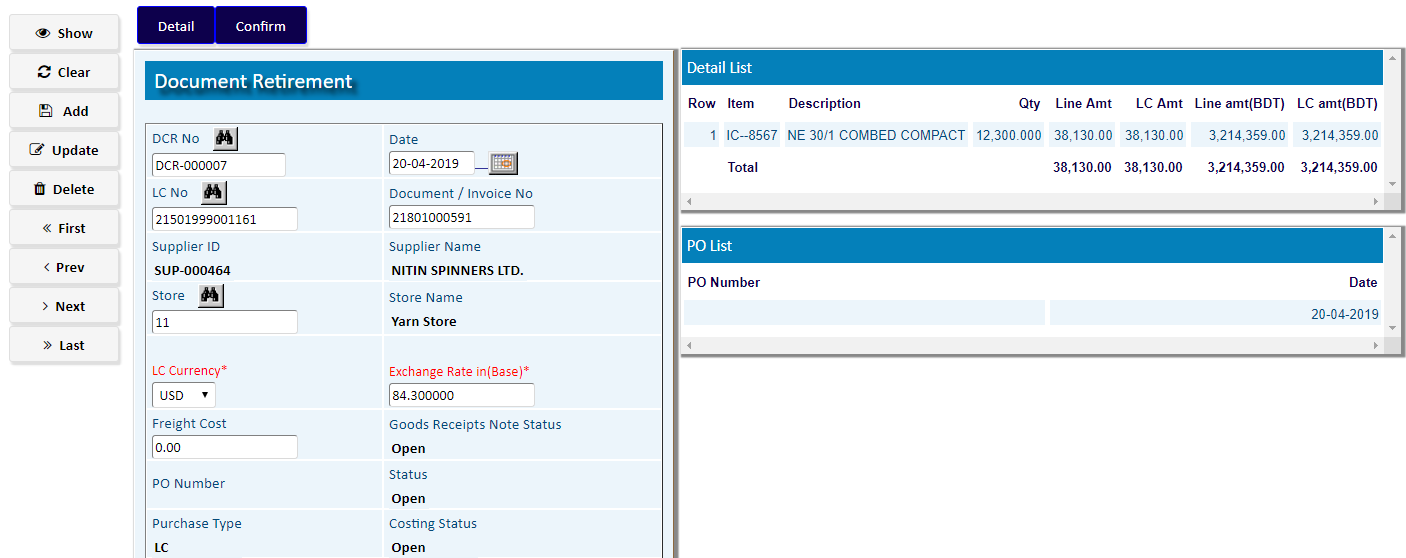 Show
Clear
Add
Update
Delete
First
Prev
Next
Last
Detail Confirm
Document Retirement
DCR No Date
DCR-000007 20-04-2019
LC No Document / Invoice No
21501999001161 21801000591
Supplier ID Supplier Name
SUP-000464 NITIN SPINNERS LTD.
Store Store Name
11 Yarn Store
LC Currency* Exchange Rate in(Base)*
USD 84.300000
Freight Cost Goods Receipts Note Status
0.00 Open
PO Number Status
Open
Purchase Type Costing Status
LC Open
Detail List
Row Item Description Qty Line Amt LC Amt Line amt(BDT) LC amt(BDT)
1 IC--8567 NE 30/1 COMBED COMPACT 12,300.000 38,130.00 38,130.00 3,214,359.00 3,214,359.00
Total 38,130.00 38,130.00 3,214,359.00 3,214,359.00
PO List
PO Number Date
20-04-2019